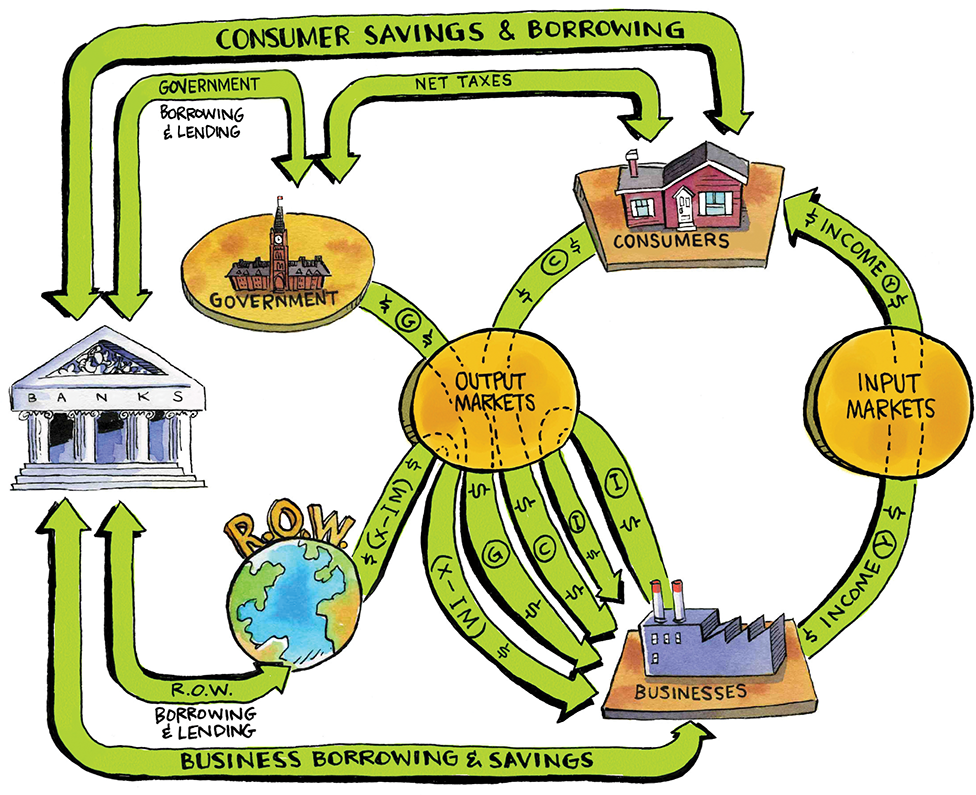 CONSUMER SAVINGS & BORROWING
GOVERNMENT
BORROWING
& LENDING
NET TAXES
CONSUMERS
GOVERNMENT
$ G $
$ C $
$ INCOME Y $
BANKS
OUTPUT
MARKETS
INPUT
MARKETS
R.O.W.
$ (X-IM) $
(X-IM) $
$ G $
$ C $
I $
I $
$ INCOME Y $
BUSINESSES
R.O.W.
BORROWING
& LENDING
BUSINESS BORROWING & SAVINGS